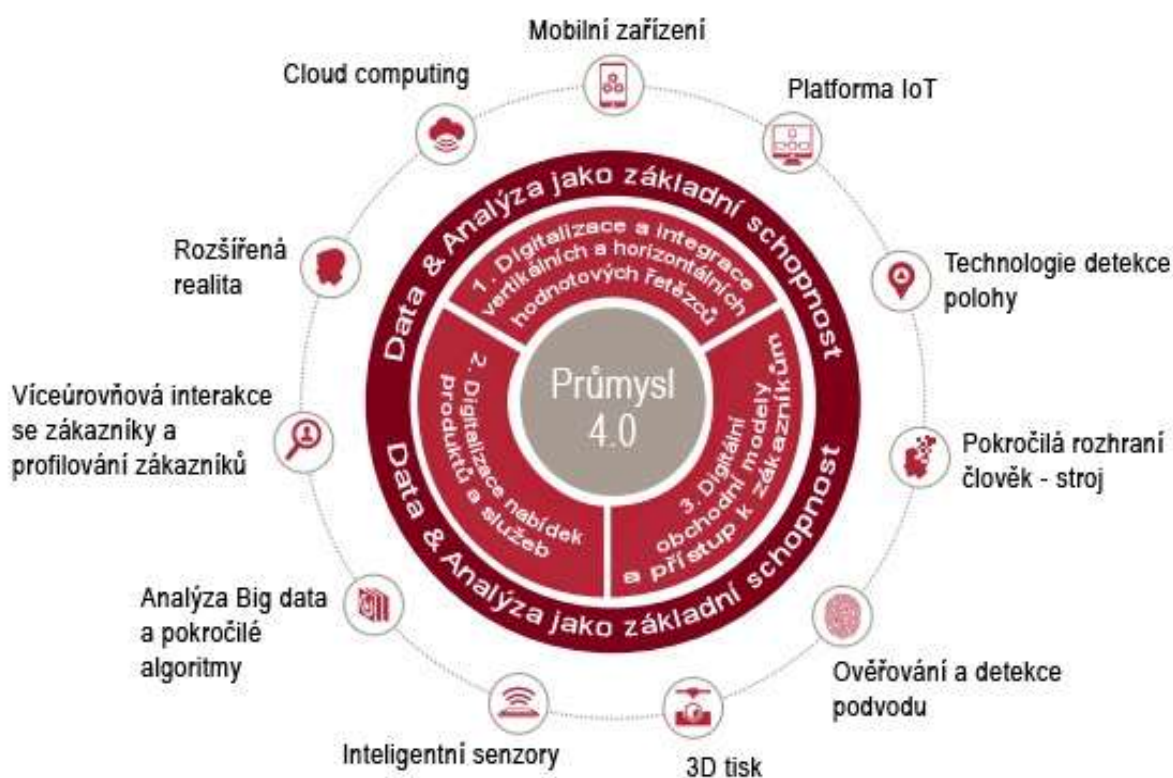 Mobilní zařízení
Cloud computing
Platforma IoT
Rozšířená
realita
Technologie detekce
polohy
Víceúrovňová interakce
se zákazníky a
profilování zákazníků
Pokročilá rozhraní
člověk - stroj
Analýza Big data
a pokročilé
algoritmy
Ověřování a detekce
podvodu
Inteligentní senzory
3D tisk
Data & Analýza jako základní schopnost
1. Digitalizace a integrace
vertikálních a horizontálních
hodnotových řetězců
2. Digitalizace nabídek
produktů a služeb
3. Digitální
obchodní modely
a přístup k zákazníkům
Průmysl
4.0
Data & Analýza jako základní schopnost